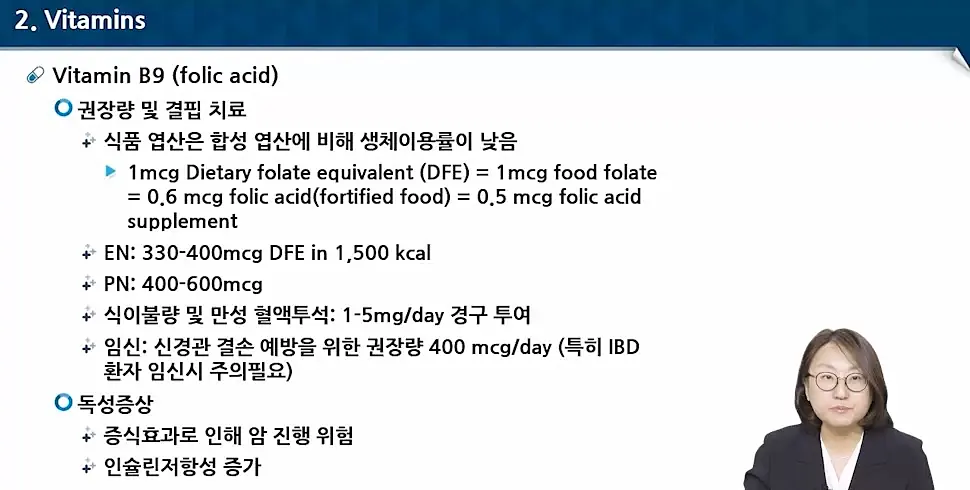 2. Vitamins
Vitamin B9 (folic acid)
권장량 및 결핍 치료
식품 엽산은 합성 엽산에 비해 생체이용률이 낮음
1mcg Dietary folate equivalent (DFE) = 1mcg food folate
= 0.6 mcg folic acid(fortified food) = 0.5 mcg folic acid
supplement
EN: 330-400mcg DFE in 1,500 kcal
PN: 400-600mcg
식이불량 및 만성 혈액투석: 1-5mg/day 경구 투여
임신: 신경관 결손 예방을 위한 권장량 400 mcg/day (특히 IBD
환자 임신시 주의필요)
독성증상
증식효과로 인해 암 진행 위험
인슐린저항성 증가